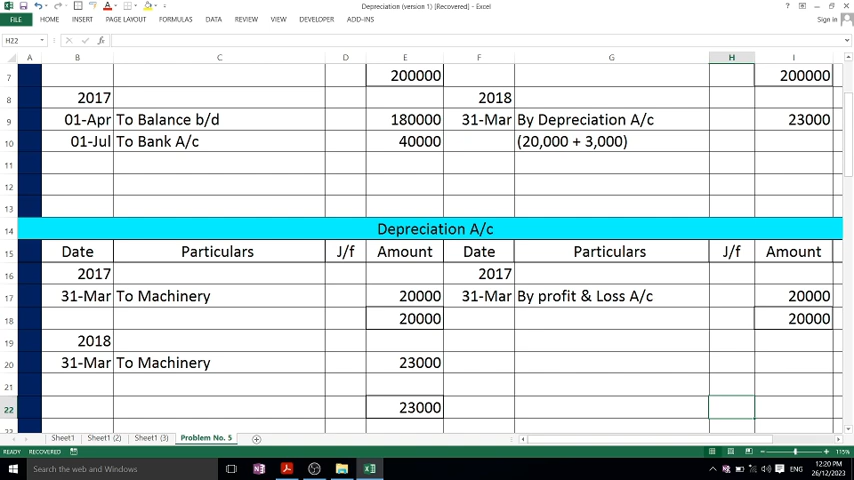 Depreciation (version 1) [Recovered] - Excel
FILE HOME INSERT PAGE LAYOUT FORMULAS DATA REVIEW VIEW DEVELOPER ADD-INS Sign in
H22 fx
A B C D E F G H I
7 200000 200000
8 2017 2018
9 01-Apr To Balance b/d 180000 31-Mar By Depreciation A/c 23000
10 01-Jul To Bank A/c 40000 (20,000 + 3,000)
11
12
13
14 Depreciation A/c
15 Date Particulars J/f Amount Date Particulars J/f Amount
16 2017 2017
17 31-Mar To Machinery 20000 31-Mar By profit & Loss A/c 20000
18 20000 20000
19 2018
20 31-Mar To Machinery 23000
21
22 23000
23
Sheet1 Sheet1 (2) Sheet1 (3) Problem No. 5
READY RECOVERED 115%
Search the web and Windows ENG 12:20 PM
26/12/2023